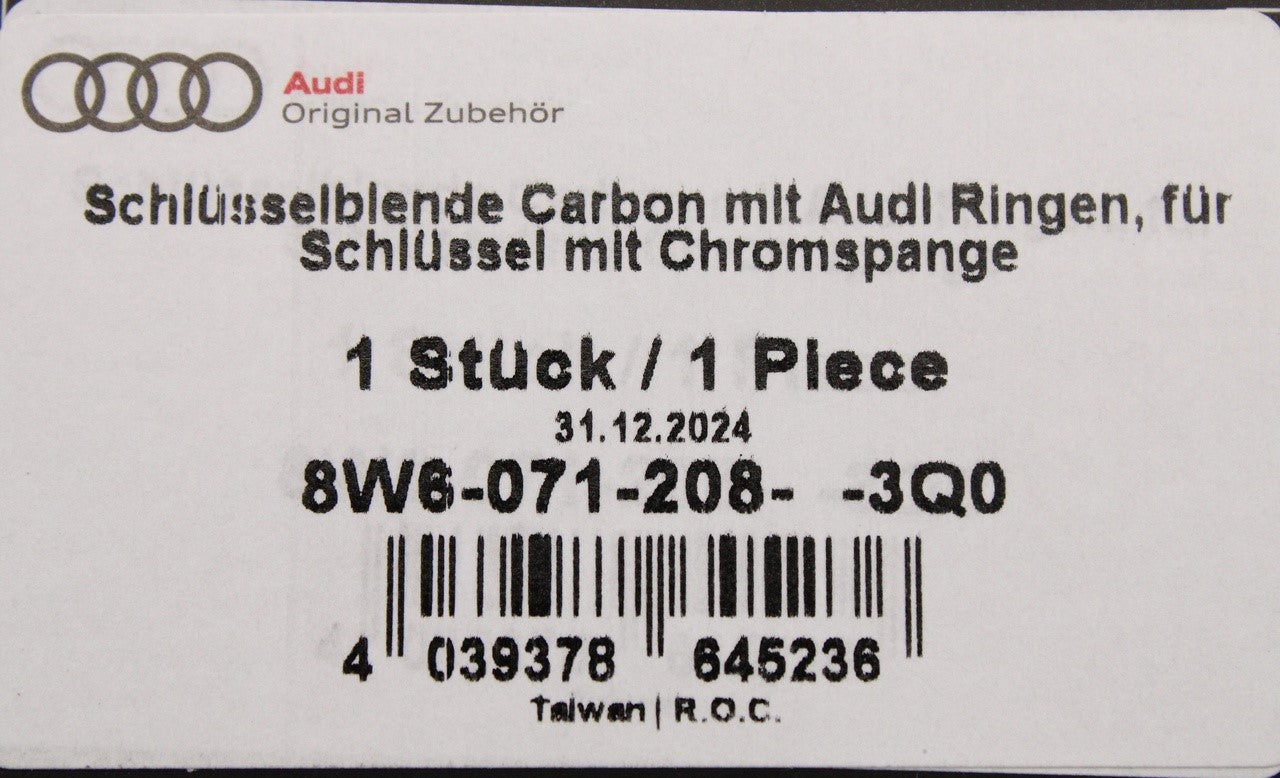 Audi
Original Zubehör
Schlüsselblende Carbon mit Audi Ringen, für
Schlüssel mit Chromspange
1 Stück / 1 Piece
31.12.2024
8W6-071-208- -3Q0
4 039378 645236
Taiwan | R.O.C.